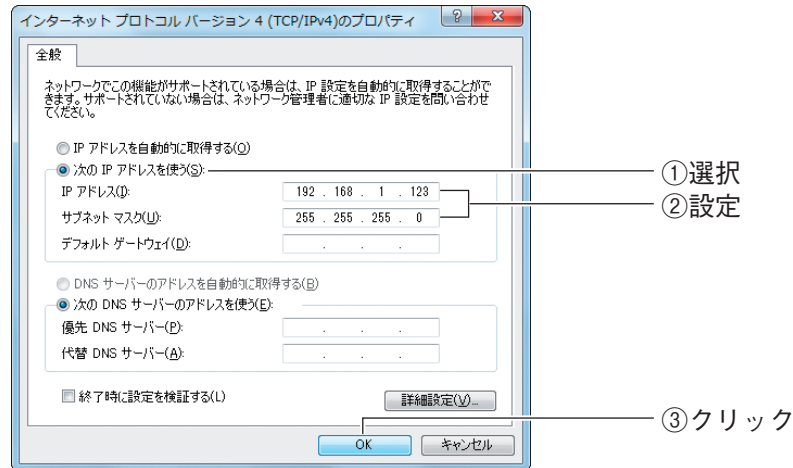 インターネット プロトコル バージョン 4 (TCP/IPv4)のプロパティ
全般
ネットワークでこの機能がサポートされている場合は、IP 設定を自動的に取得することがで
きます。サポートされていない場合は、ネットワーク管理者に適切な IP 設定を問い合わせ
てください。
IP アドレスを自動的に取得する(O)
次の IP アドレスを使う(S):
①選択
IP アドレス(I): 192 . 168 . 1 . 123
②設定
サブネット マスク(U): 255 . 255 . 255 . 0
デフォルト ゲートウェイ(D): . . .
DNS サーバーのアドレスを自動的に取得する(B)
次の DNS サーバーのアドレスを使う(E):
優先 DNS サーバー(P): . . .
代替 DNS サーバー(A): . . .
終了時に設定を検証する(L)
詳細設定(V)...
③クリック
OK キャンセル